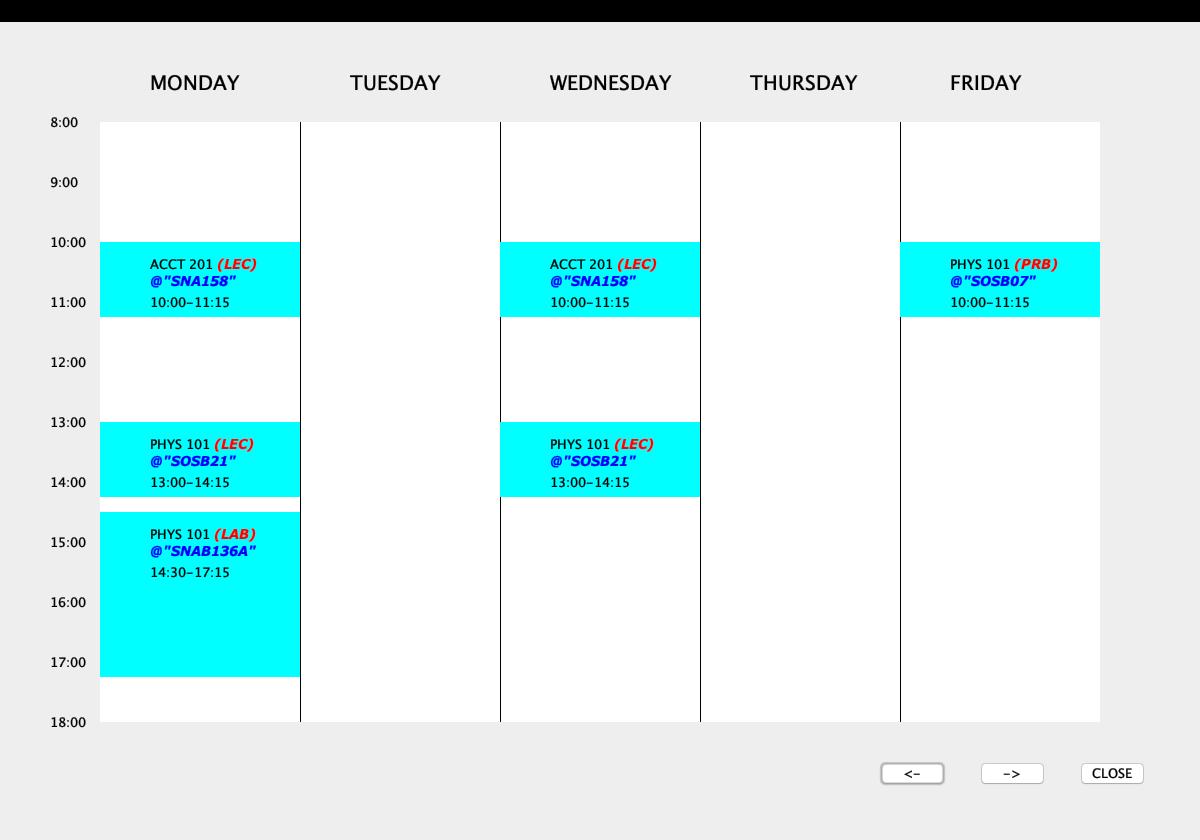 MONDAY TUESDAY WEDNESDAY THURSDAY FRIDAY
8:00
9:00
10:00
ACCT 201 (LEC) ACCT 201 (LEC) PHYS 101 (PRB)
@"SNA158" @"SNA158" @"SOSB07"
11:00 10:00-11:15 10:00-11:15 10:00-11:15
12:00
13:00
PHYS 101 (LEC) PHYS 101 (LEC)
@"SOSB21" @"SOSB21"
14:00 13:00-14:15 13:00-14:15
PHYS 101 (LAB)
15:00 @"SNAB136A"
14:30-17:15
16:00
17:00
18:00
<- -> CLOSE